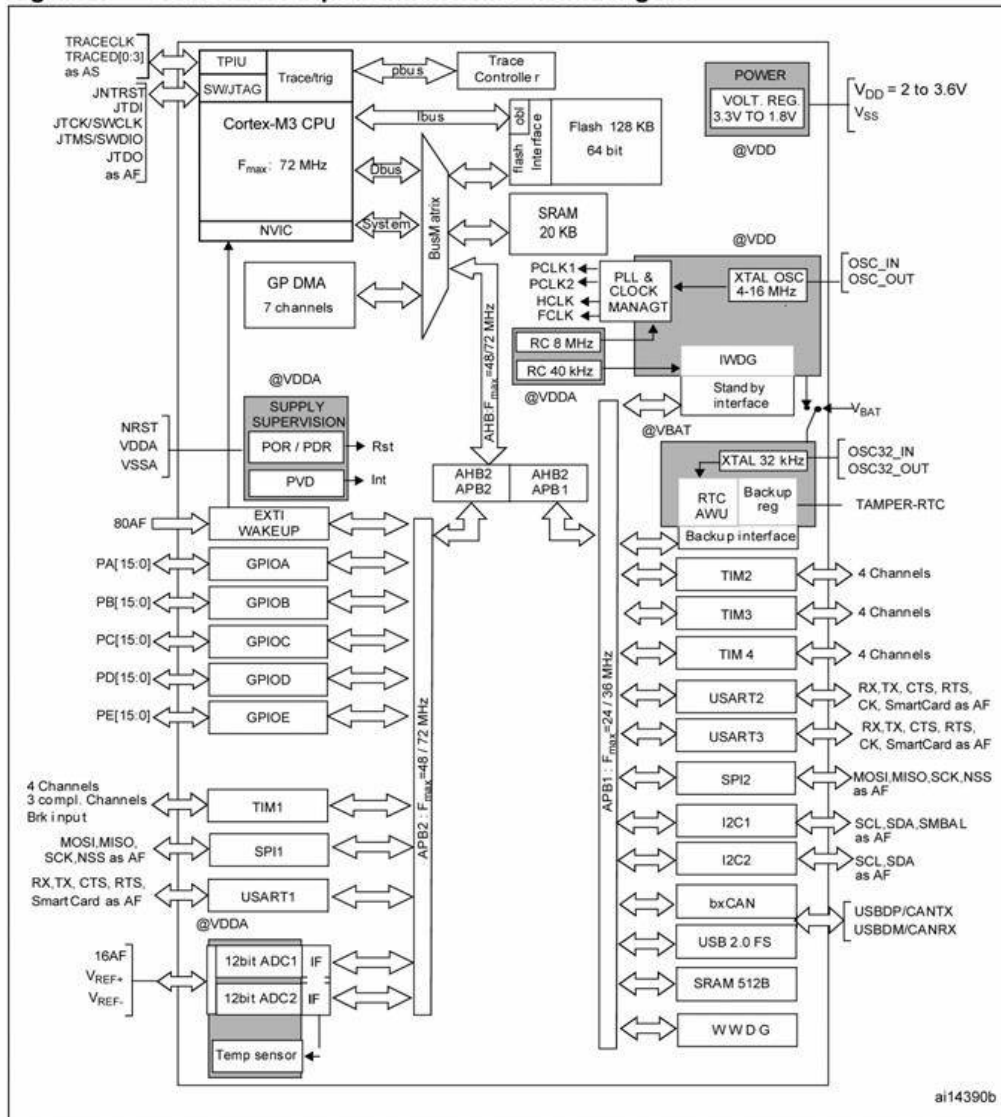 TRACECLK
TRACED[0:3]
as AS
JNTRST
JTDI
JTCK/SWCLK
JTMS/SWDIO
JTDO
as AF
TPIU
SW/JTAG
Trace/trig
Cortex-M3 CPU
Fmax: 72 MHz
NVIC
pbus
Trace
Controller
Ibus
Dbus
System
BusMatrix
flash obl
Interface
Flash 128 KB
64 bit
SRAM
20 KB
GP DMA
7 channels
POWER
VOLT. REG.
3.3V TO 1.8V
@VDD
VDD = 2 to 3.6V
VSS
@VDD
PCLK1
PCLK2
HCLK
FCLK
PLL &
CLOCK
MANAGT
XTAL OSC
4-16 MHz
OSC_IN
OSC_OUT
RC 8 MHz
RC 40 kHz
@VDDA
IWDG
Stand by
interface
VBAT
@VBAT
XTAL 32 kHz
OSC32_IN
OSC32_OUT
RTC
AWU
Backup
reg
TAMPER-RTC
Backup interface
AHB:Fmax=48/72 MHz
@VDDA
SUPPLY
SUPERVISION
NRST
VDDA
VSSA
POR / PDR
Rst
PVD
Int
AHB2
APB2
AHB2
APB1
80AF
EXTI
WAKEUP
PA[15:0]
GPIOA
PB[15:0]
GPIOB
PC[15:0]
GPIOC
PD[15:0]
GPIOD
PE[15:0]
GPIOE
4 Channels
3 compl. Channels
Brk input
TIM1
MOSI,MISO,
SCK,NSS as AF
SPI1
RX,TX, CTS, RTS,
SmartCard as AF
USART1
@VDDA
16AF
VREF+
VREF-
12bit ADC1 IF
12bit ADC2 IF
Temp sensor
APB2 : Fmax=48 / 72 MHz
APB1 : Fmax=24 / 36 MHz
TIM2
4 Channels
TIM3
4 Channels
TIM 4
4 Channels
USART2
RX,TX, CTS, RTS,
CK, SmartCard as AF
USART3
RX,TX, CTS, RTS,
CK, SmartCard as AF
SPI2
MOSI,MISO,SCK,NSS
as AF
I2C1
SCL,SDA,SMBAL
as AF
I2C2
SCL,SDA
as AF
bxCAN
USBDP/CANTX
USBDM/CANRX
USB 2.0 FS
SRAM 512B
WWDG
ai14390b